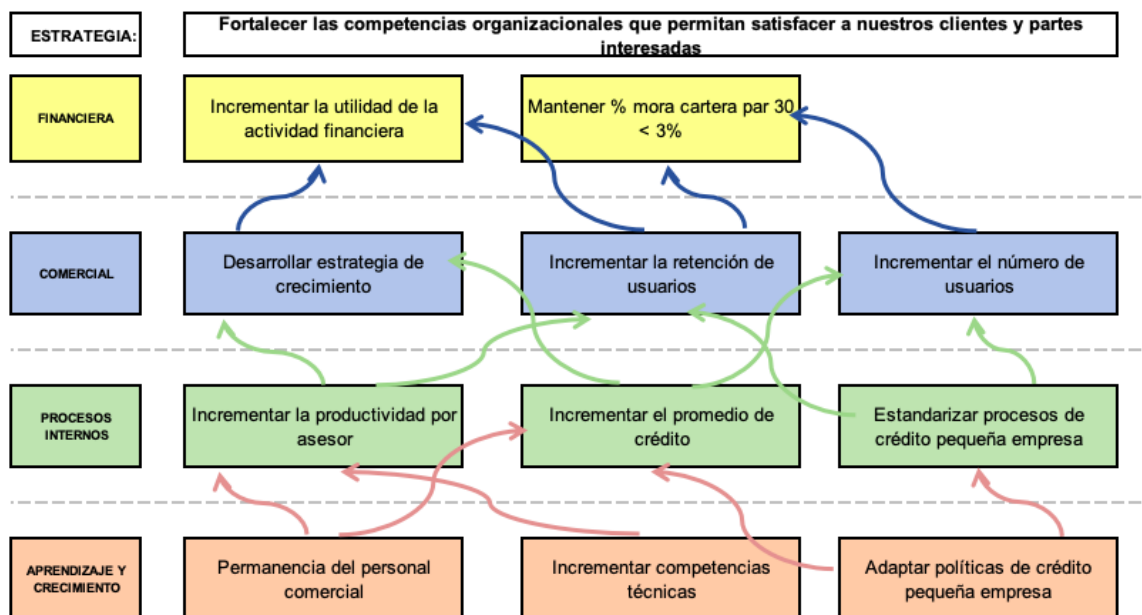 ESTRATEGIA:
Fortalecer las competencias organizacionales que permitan satisfacer a nuestros clientes y partes
interesadas
FINANCIERA
Incrementar la utilidad de la
actividad financiera
Mantener % mora cartera par 30
< 3%
COMERCIAL
Desarrollar estrategia de
crecimiento
Incrementar la retención de
usuarios
Incrementar el número de
usuarios
PROCESOS
INTERNOS
Incrementar la productividad por
asesor
Incrementar el promedio de
crédito
Estandarizar procesos de
crédito pequeña empresa
APRENDIZAJE Y
CRECIMIENTO
Permanencia del personal
comercial
Incrementar competencias
técnicas
Adaptar políticas de crédito
pequeña empresa